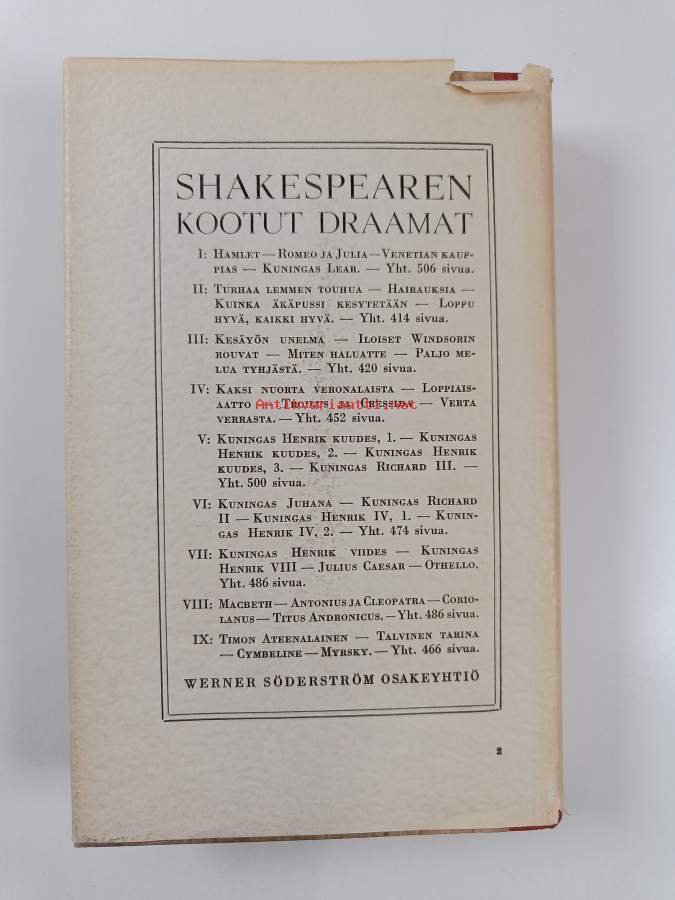 SHAKESPEAREN
KOOTUT DRAAMAT
I: HAMLET — ROMEO JA JULIA — VENETIAN KAUP-
PIAS — KUNINGAS LEAR. — YHT. 506 SIVUA.
II: TURHAA LEMMEN TOUHUA — HAIRAUKSIA —
KUINKA ÄKÄPUSSI KESYTETÄÄN — LOPPU
HYVÄ, KAIKKI HYVÄ. — YHT. 414 SIVUA.
III: KESÄYÖN UNELMA — ILOISET WINDSORIN
ROUVAT — MITEN HALUATTE — PALJO ME-
LUA TYHJÄSTÄ. — YHT. 420 SIVUA.
IV: KAKSI NUORTA VERONALAISTA — LOPPIAIS-
AATTO — TROILUS JA CRESSIDA — VERTA
Antikvariaatti.net
VERRASTA. — YHT. 452 SIVUA.
V: KUNINGAS HENRIK KUUDES, 1. — KUNINGAS
HENRIK KUUDES, 2. — KUNINGAS HENRIK
KUUDES, 3. — KUNINGAS RICHARD III. —
YHT. 500 SIVUA.
VI: KUNINGAS JUHANA — KUNINGAS RICHARD
II — KUNINGAS HENRIK IV, 1. — KUNIN-
GAS HENRIK IV, 2. — YHT. 474 SIVUA.
VII: KUNINGAS HENRIK VIIDES — KUNINGAS
HENRIK VIII — JULIUS CAESAR — OTHELLO.
YHT. 486 SIVUA.
VIII: MACBETH — ANTONIUS JA CLEOPATRA — CORIO-
LANUS — TITUS ANDRONICUS. — YHT. 486 SIVUA.
IX: TIMON ATEENALAINEN — TALVINEN TARINA
— CYMBELINE — MYRSKY. — YHT. 466 SIVUA.
WERNER SÖDERSTRÖM OSAKEYHTIÖ
2